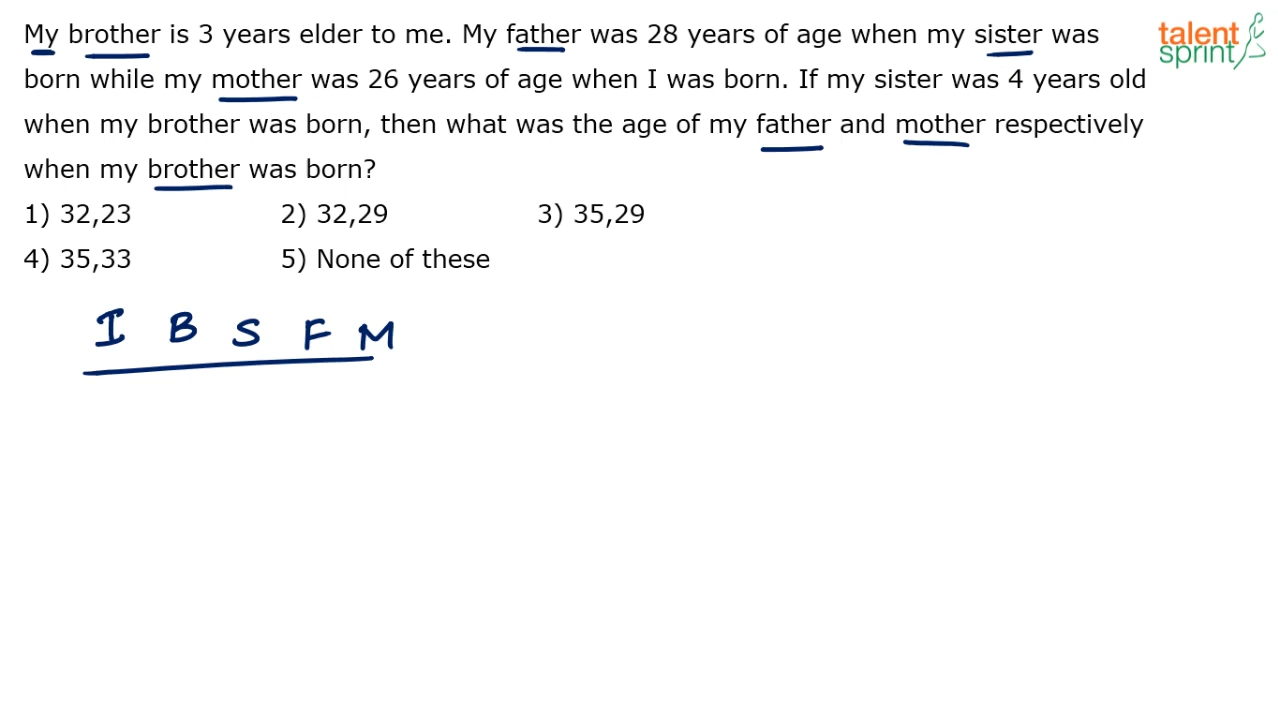 My brother is 3 years elder to me. My father was 28 years of age when my sister was
born while my mother was 26 years of age when I was born. If my sister was 4 years old
when my brother was born, then what was the age of my father and mother respectively
when my brother was born?
1) 32,23 2) 32,29 3) 35,29
4) 35,33 5) None of these
I B S F M
talent
sprint